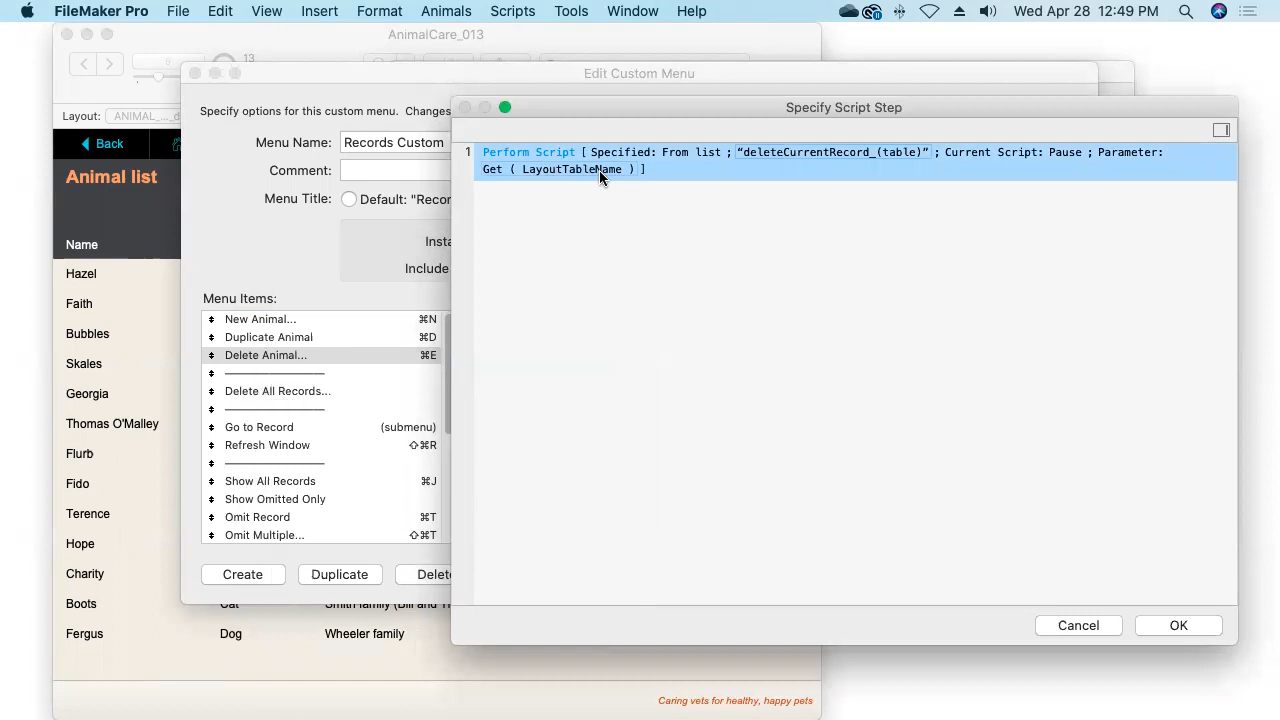 FileMaker Pro File Edit View Insert Format Animals Scripts Tools Window Help Wed Apr 28 12:49 PM
AnimalCare_013
13
Layout: ANIMAL_..._d
Back
Animal list
Name
Hazel
Faith
Bubbles
Skales
Georgia
Thomas O'Malley
Flurb
Fido
Terence
Hope
Charity
Boots Cat
Fergus Dog Wheeler family
Caring vets for healthy, happy pets
Edit Custom Menu
Specify options for this custom menu. Changes
Menu Name: Records Custom
Comment:
Menu Title: Default: "Recor
Insta
Include
Menu Items:
New Animal... ⌘N
Duplicate Animal ⌘D
Delete Animal... ⌘E
Delete All Records...
Go to Record (submenu)
Refresh Window ⇧⌘R
Show All Records ⌘J
Show Omitted Only
Omit Record ⌘T
Omit Multiple... ⇧⌘T
Create Duplicate Delet
Specify Script Step
1 Perform Script [ Specified: From list ; “deleteCurrentRecord_(table)” ; Current Script: Pause ; Parameter:
Get ( LayoutTableName ) ]
Cancel OK